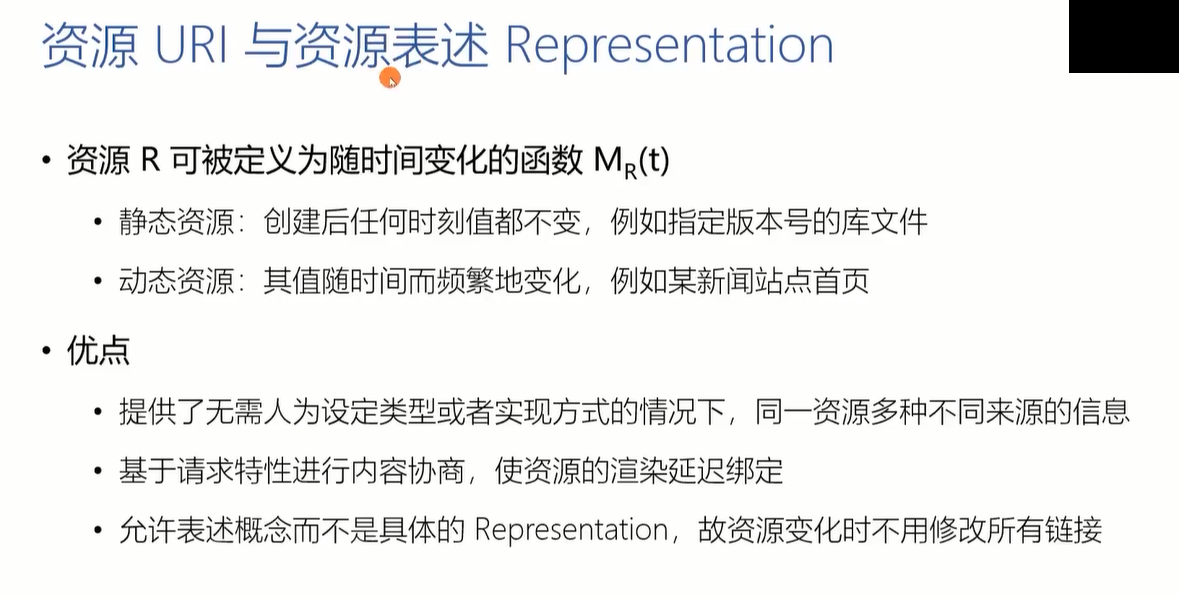 资源 URI 与资源表述 Representation
• 资源 R 可被定义为随时间变化的函数 MR(t)
• 静态资源：创建后任何时刻值都不变，例如指定版本号的库文件
• 动态资源：其值随时间而频繁地变化，例如某新闻站点首页
• 优点
• 提供了无需人为设定类型或者实现方式的情况下，同一资源多种不同来源的信息
• 基于请求特性进行内容协商，使资源的渲染延迟绑定
• 允许表述概念而不是具体的 Representation，故资源变化时不用修改所有链接